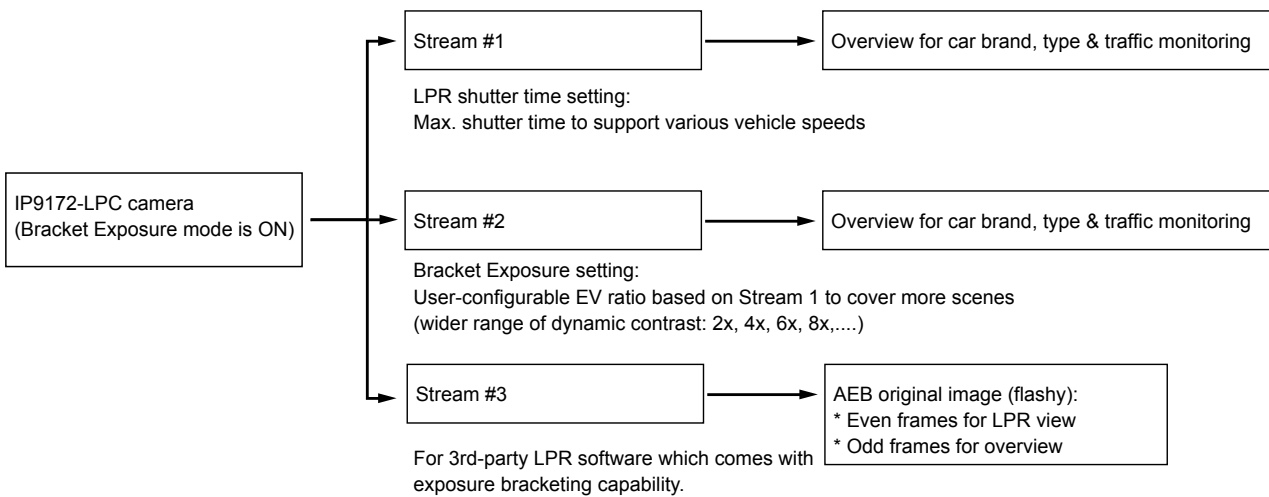 Stream #1
Overview for car brand, type & traffic monitoring
LPR shutter time setting:
Max. shutter time to support various vehicle speeds
IP9172-LPC camera
(Bracket Exposure mode is ON)
Stream #2
Overview for car brand, type & traffic monitoring
Bracket Exposure setting:
User-configurable EV ratio based on Stream 1 to cover more scenes
(wider range of dynamic contrast: 2x, 4x, 6x, 8x,....)
Stream #3
AEB original image (flashy):
* Even frames for LPR view
* Odd frames for overview
For 3rd-party LPR software which comes with
exposure bracketing capability.